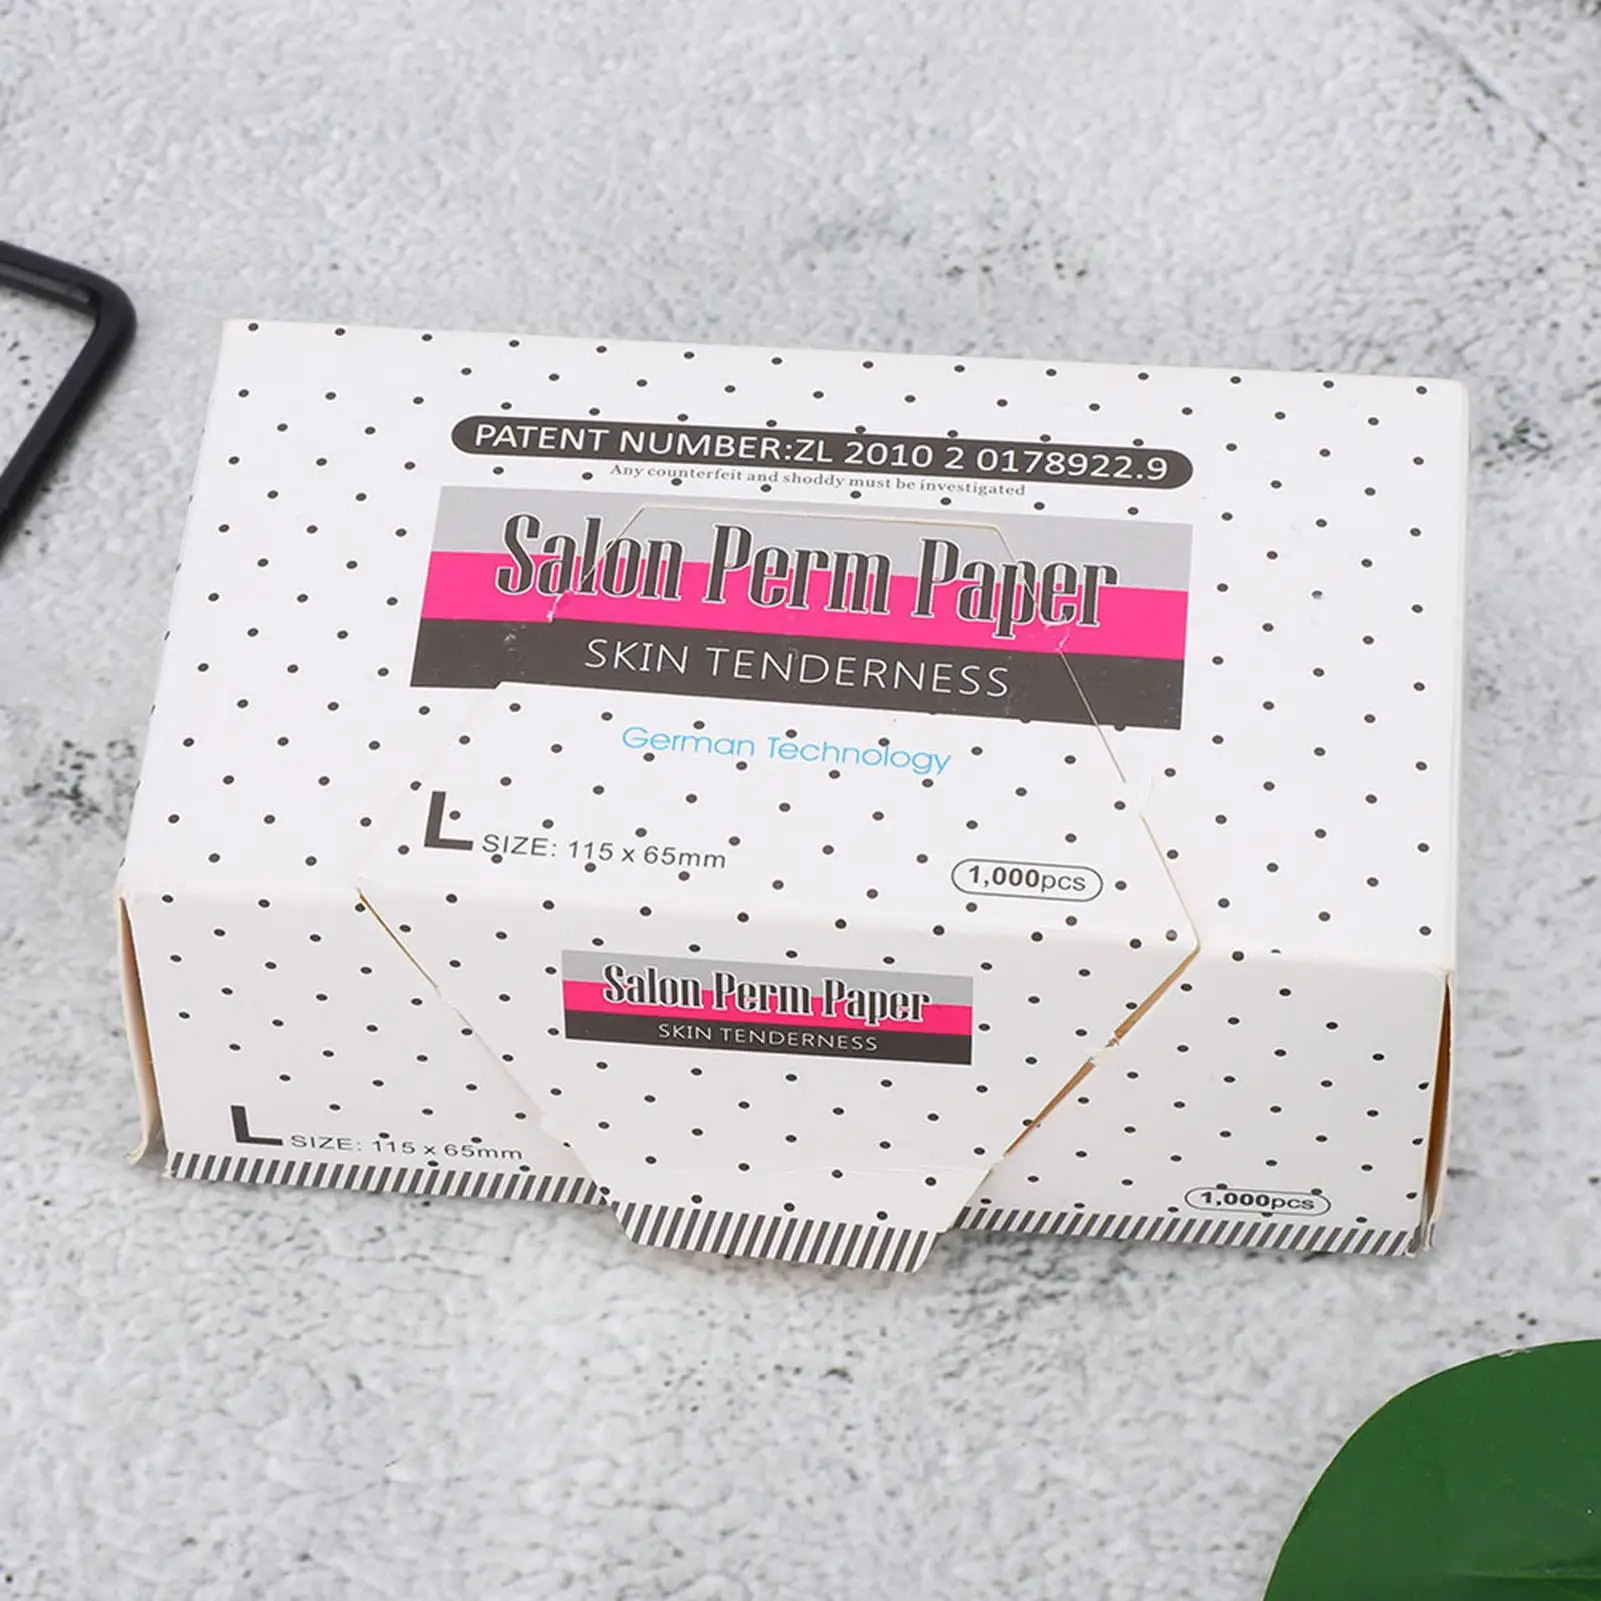 PATENT NUMBER:ZL 2010 2 0178922.9
Any counterfeit and shoddy must be investigated
Salon Perm Paper
SKIN TENDERNESS
German Technology
L SIZE: 115 x 65mm
1,000pcs
Salon Perm Paper
SKIN TENDERNESS
L SIZE: 115 x 65mm
1,000pcs